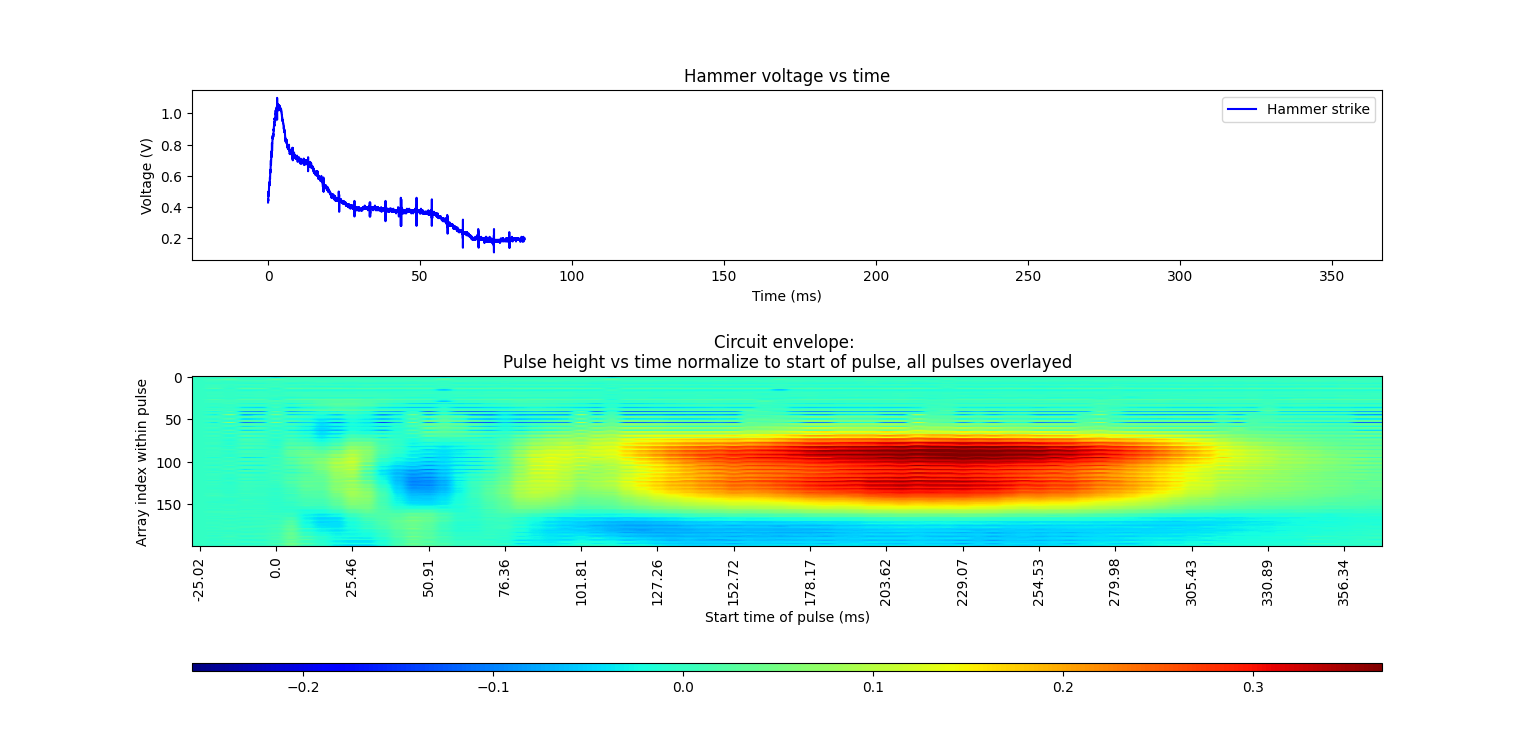 Hammer voltage vs time
Hammer strike
Voltage (V)
1.0
0.8
0.6
0.4
0.2
0 50 100 150 200 250 300 350
Time (ms)
Circuit envelope:
Pulse height vs time normalize to start of pulse, all pulses overlayed
Array index within pulse
0
50
100
150
-25.02 0.0 25.46 50.91 76.36 101.81 127.26 152.72 178.17 203.62 229.07 254.53 279.98 305.43 330.89 356.34
Start time of pulse (ms)
−0.2 −0.1 0.0 0.1 0.2 0.3